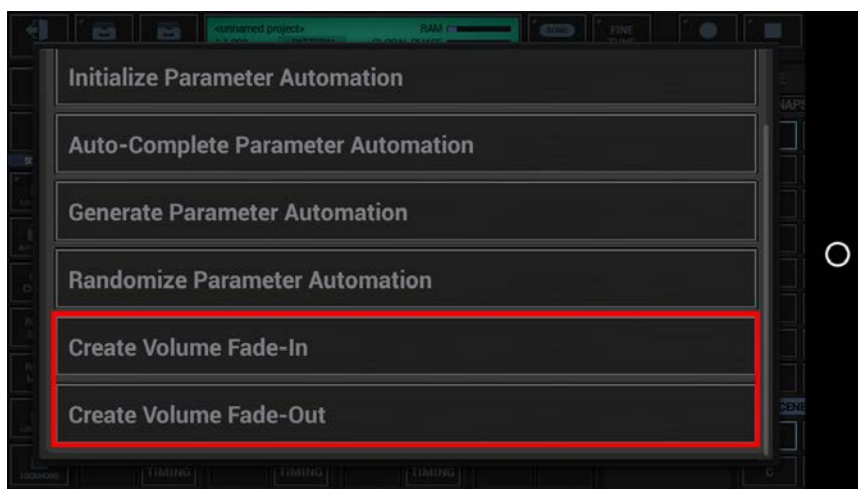 <unnamed project> RAM
SONG FINE
Initialize Parameter Automation
Auto-Complete Parameter Automation
Generate Parameter Automation
Randomize Parameter Automation
Create Volume Fade-In
Create Volume Fade-Out
TIMING TIMING TIMING C